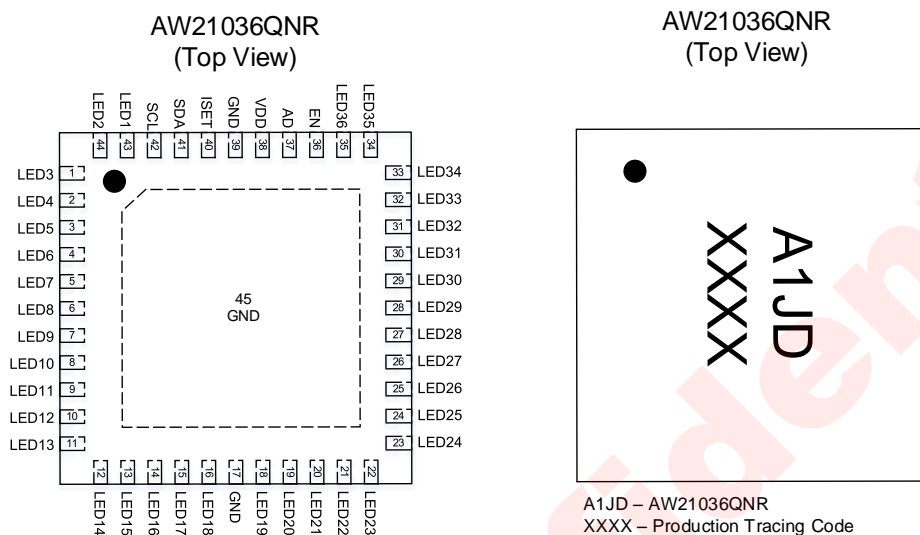 AW21036QNR
(Top View)
LED2
LED1
SCL
SDA
ISET
GND
VDD
AD
EN
LED36
LED35
44
43
42
41
40
39
38
37
36
35
34
LED3 1
LED4 2
LED5 3
LED6 4
LED7 5
LED8 6
LED9 7
LED10 8
LED11 9
LED12 10
LED13 11
45
GND
33 LED34
32 LED33
31 LED32
30 LED31
29 LED30
28 LED29
27 LED28
26 LED27
25 LED26
24 LED25
23 LED24
12
13
14
15
16
17
18
19
20
21
22
LED14
LED15
LED16
LED17
LED18
GND
LED19
LED20
LED21
LED22
LED23
AW21036QNR
(Top View)
A1JD
XXXX
A1JD – AW21036QNR
XXXX – Production Tracing Code